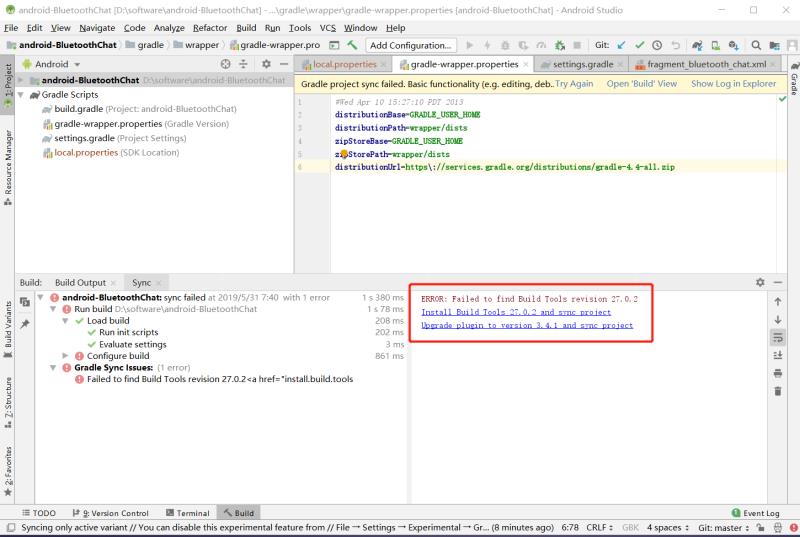 android-BluetoothChat [D:\software\android-BluetoothChat] - ...\gradle\wrapper\gradle-wrapper.properties [android-BluetoothChat] - Android Studio
File Edit View Navigate Code Analyze Refactor Build Run Tools VCS Window Help
android-BluetoothChat gradle wrapper gradle-wrapper.pro Add Configuration... Git:
1: Project
Resource Manager
Build Variants
7: Structure
2: Favorites
Android
android-BluetoothChat D:\software\android-BluetoothChat
Gradle Scripts
build.gradle (Project: android-BluetoothChat)
gradle-wrapper.properties (Gradle Version)
settings.gradle (Project Settings)
local.properties (SDK Location)
local.properties gradle-wrapper.properties settings.gradle fragment_bluetooth_chat.xml
Gradle
Gradle project sync failed. Basic functionality (e.g. editing, deb.. Try Again Open 'Build' View Show Log in Explorer
1 #Wed Apr 10 15:27:10 PDT 2013
2 distributionBase=GRADLE_USER_HOME
3 distributionPath=wrapper/dists
4 zipStoreBase=GRADLE_USER_HOME
5 zipStorePath=wrapper/dists
6 distributionUrl=https\://services.gradle.org/distributions/gradle-4.4-all.zip
Build: Build Output Sync
android-BluetoothChat: sync failed at 2019/5/31 7:40 with 1 error 1 s 380 ms
Run build D:\software\android-BluetoothChat 1 s 78 ms
Load build 208 ms
Run init scripts 202 ms
Evaluate settings 3 ms
Configure build 861 ms
Gradle Sync Issues: (1 error)
Failed to find Build Tools revision 27.0.2<a href="install.build.tools
ERROR: Failed to find Build Tools revision 27.0.2
Install Build Tools 27.0.2 and sync project
Upgrade plugin to version 3.4.1 and sync project
TODO 9: Version Control Terminal Build 1 Event Log
Syncing only active variant // You can disable this experimental feature from // File → Settings → Experimental → Gr... (8 minutes ago) 6:78 CRLF GBK 4 spaces Git: master